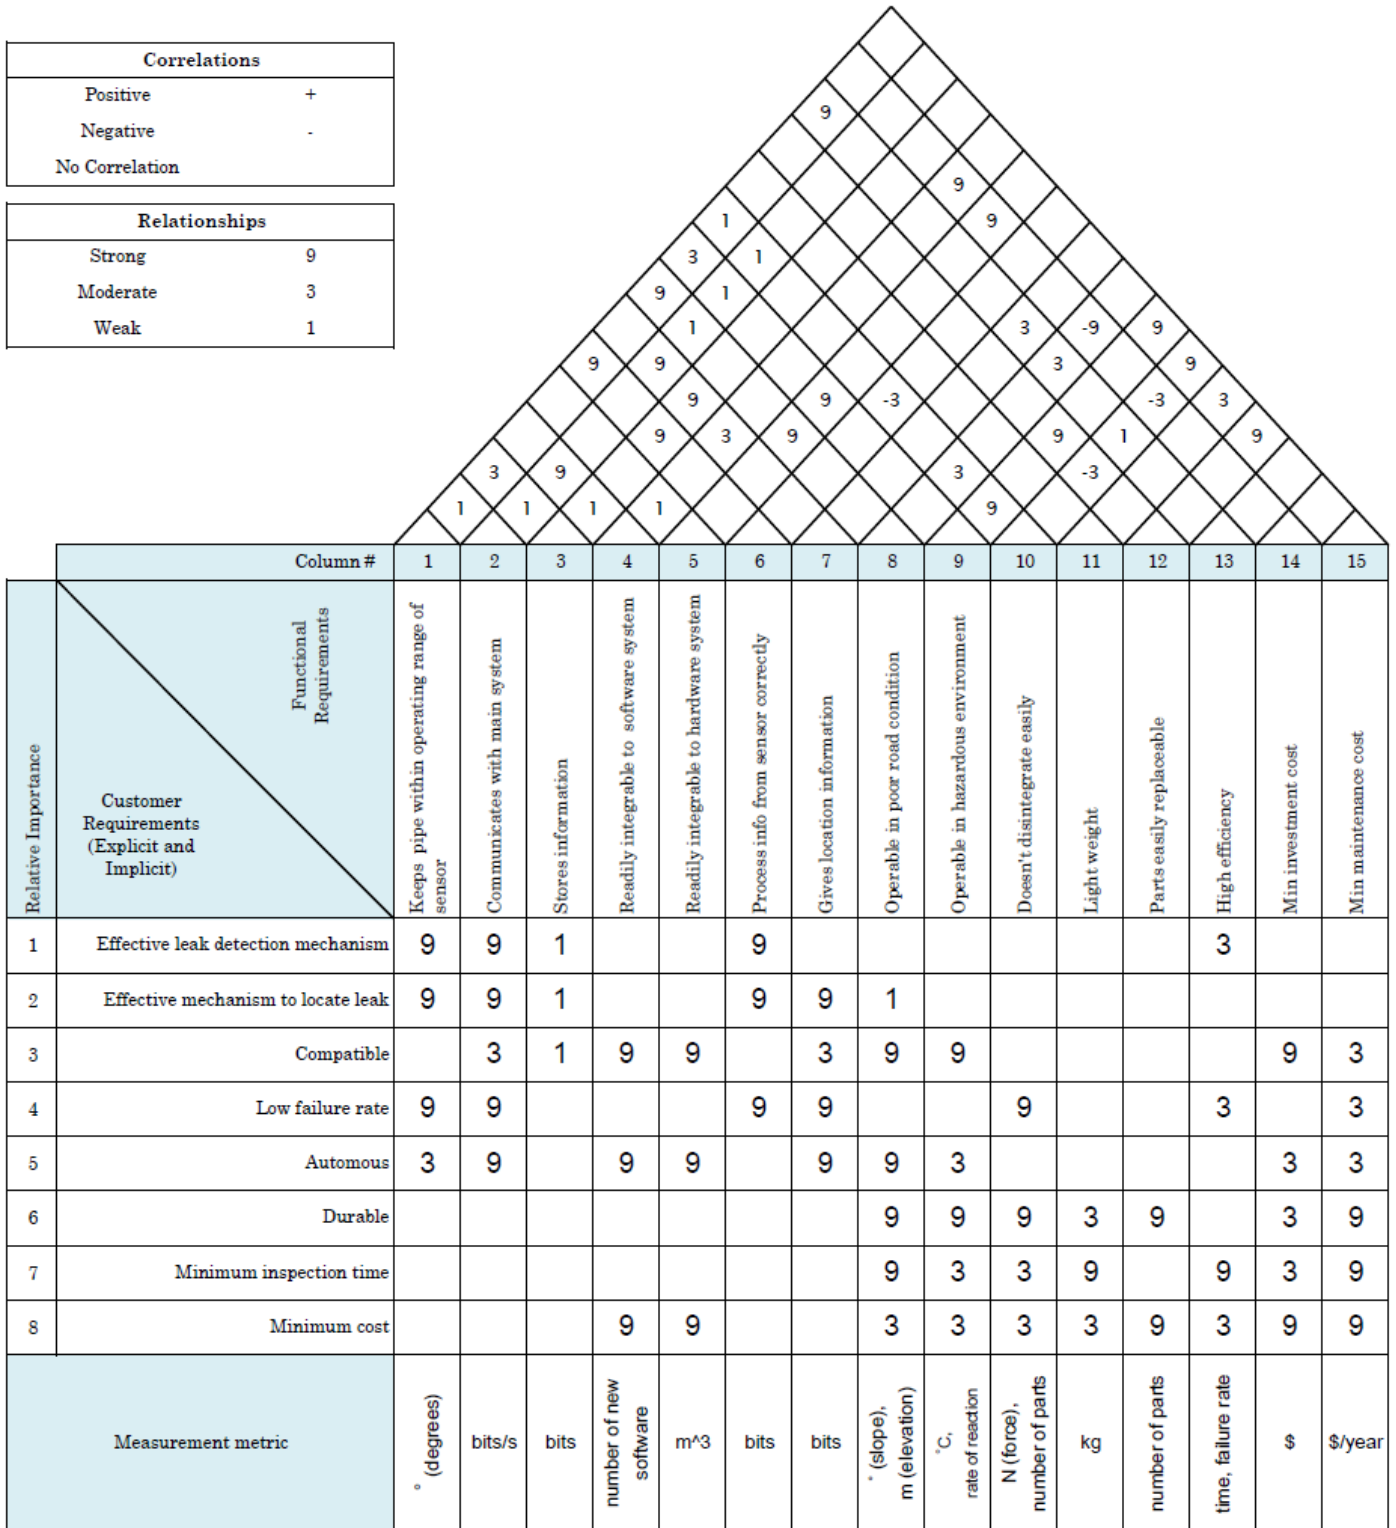 Correlations
Positive +
Negative -
No Correlation
Relationships
Strong 9
Moderate 3
Weak 1
9
9
1 9
3 1
9 1
1 3 -9 9
9 9 3 9
9 9 -3 -3 3
9 3 9 9 1 9
3 9 3 -3
1 1 1 1 9
Column # 1 2 3 4 5 6 7 8 9 10 11 12 13 14 15
Relative Importance
Functional
Requirements
Customer
Requirements
(Explicit and
Implicit)
Keeps pipe within operating range of
sensor
Communicates with main system
Stores information
Readily integrable to software system
Readily integrable to hardware system
Process info from sensor correctly
Gives location information
Operable in poor road condition
Operable in hazardous environment
Doesn't disintegrate easily
Light weight
Parts easily replaceable
High efficiency
Min investment cost
Min maintenance cost
1 Effective leak detection mechanism 9 9 1 9 3
2 Effective mechanism to locate leak 9 9 1 9 9 1
3 Compatible 3 1 9 9 3 9 9 9 3
4 Low failure rate 9 9 9 9 9 3 3
5 Automous 3 9 9 9 9 9 3 3 3
6 Durable 9 9 9 3 9 3 9
7 Minimum inspection time 9 3 3 9 9 3 9
8 Minimum cost 9 9 3 3 3 3 9 3 9 9
Measurement metric
° (degrees)
bits/s
bits
number of new
software
m^3
bits
bits
° (slope),
m (elevation)
°C,
rate of reaction
N (force),
number of parts
kg
number of parts
time, failure rate
$
$/year